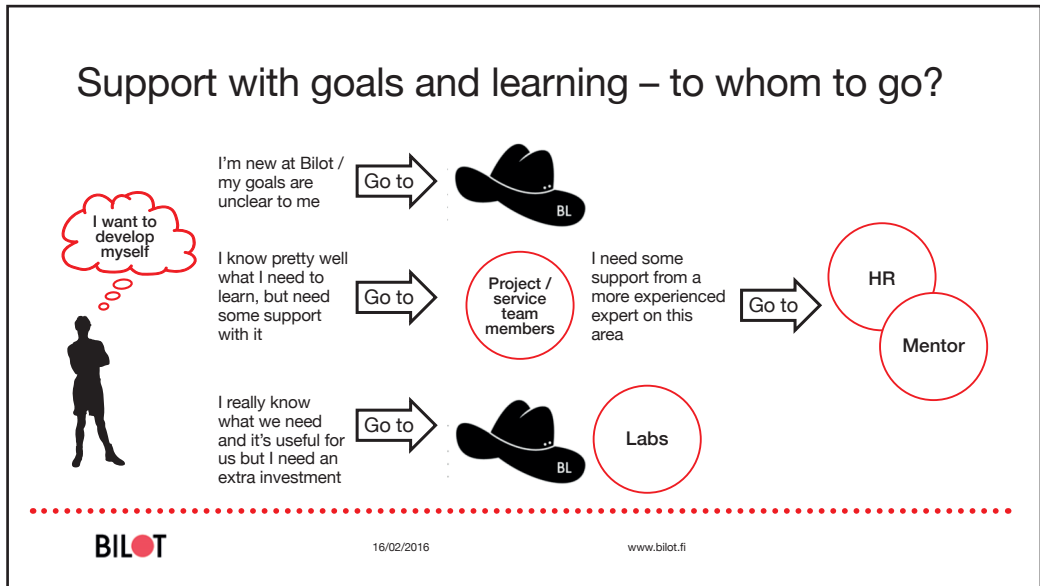 Support with goals and learning – to whom to go?
I want to
develop
myself
I'm new at Bilot /
my goals are
unclear to me
Go to
BL
I know pretty well
what I need to
learn, but need
some support
with it
Go to
Project /
service
team
members
I need some
support from a
more experienced
expert on this
area
Go to
HR
Mentor
I really know
what we need
and it's useful for
us but I need an
extra investment
Go to
BL
Labs
BILOT
16/02/2016
www.bilot.fi